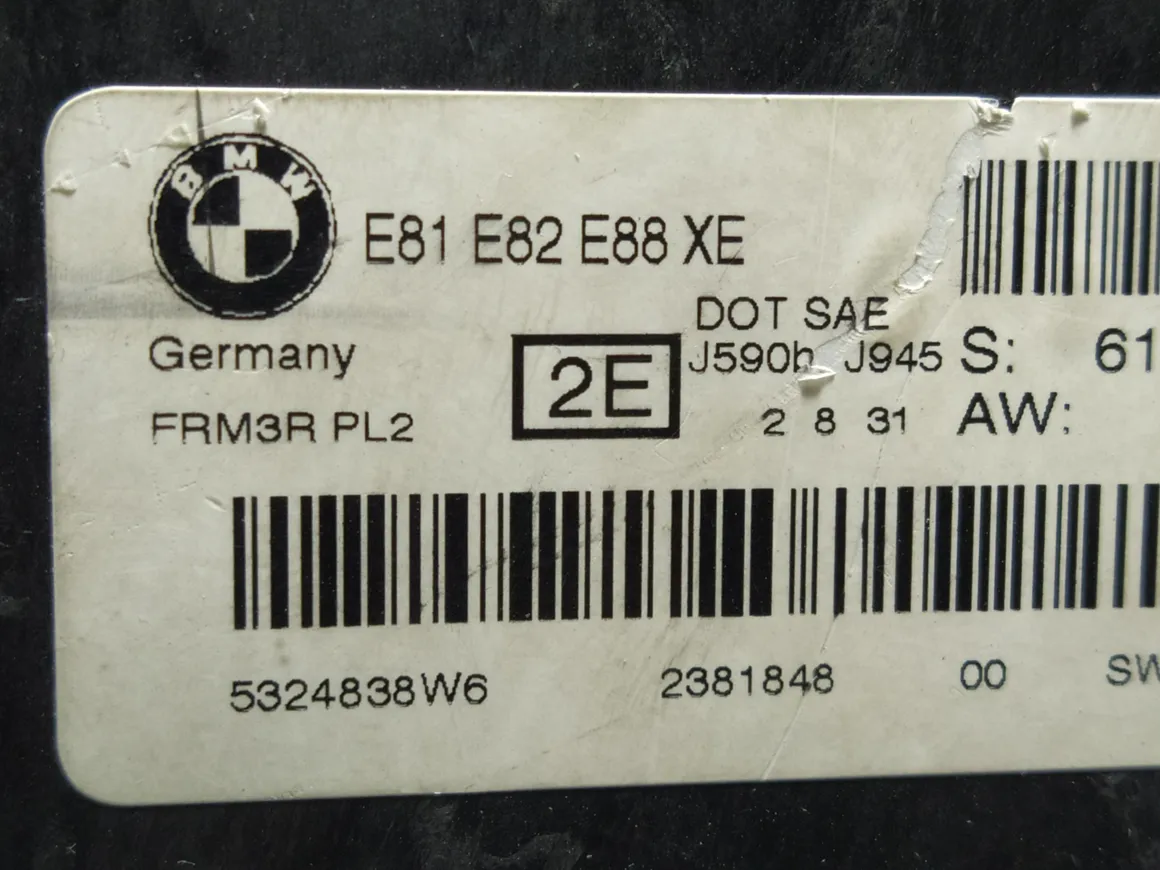 BMW
E81 E82 E88 XE
DOT SAE
Germany
2E
J590h J945
S: 61
FRM3R PL2
2 8 31
AW:
5324838W6 2381848 00 SW